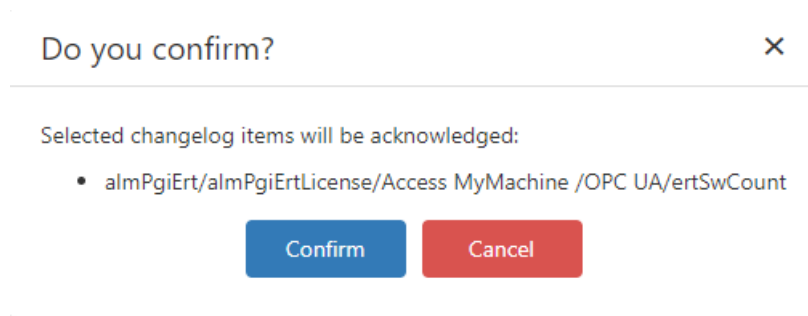 Do you confirm?
Selected changelog items will be acknowledged:
• almPgiErt/almPgiErtLicense/Access MyMachine /OPC UA/ertSwCount
Confirm
Cancel